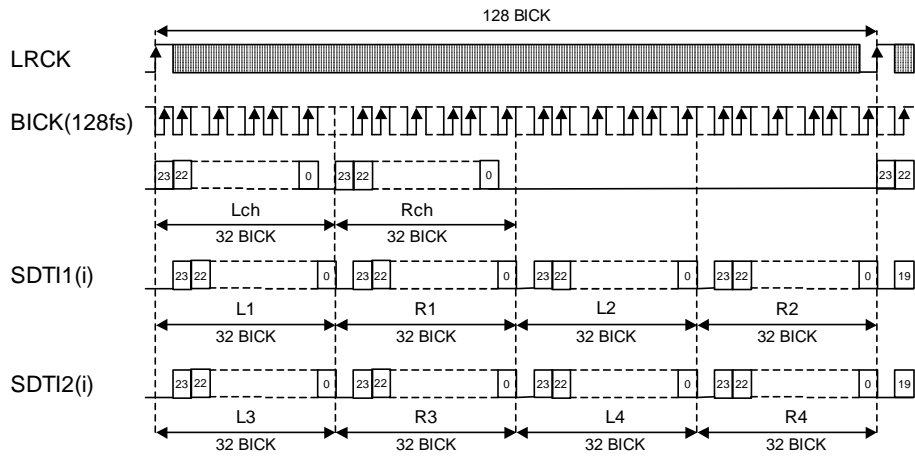 128 BICK
LRCK
BICK(128fs)
23 22 0 23 22 0 23 22
Lch Rch
32 BICK 32 BICK
SDTI1(i)
23 22 0 23 22 0 23 22 0 23 22 0 19
L1 R1 L2 R2
32 BICK 32 BICK 32 BICK 32 BICK
SDTI2(i)
23 22 0 23 22 0 23 22 0 23 22 0 19
L3 R3 L4 R4
32 BICK 32 BICK 32 BICK 32 BICK